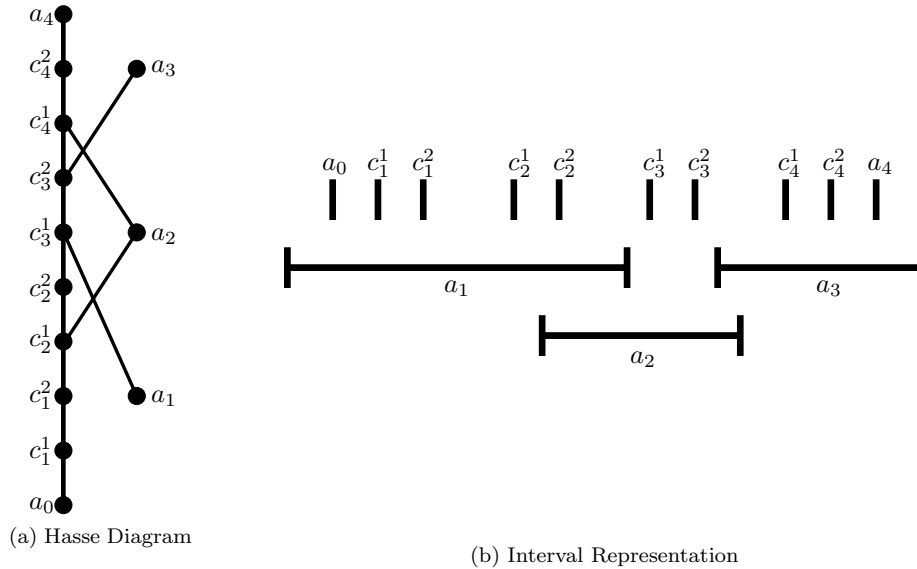 a₄
c₄²
a₃
c₄¹
c₃²
c₃¹
a₂
c₂²
c₂¹
c₁²
a₁
c₁¹
a₀
(a) Hasse Diagram
a₀ c₁¹ c₁² c₂¹ c₂² c₃¹ c₃² c₄¹ c₄² a₄
a₁
a₃
a₂
(b) Interval Representation